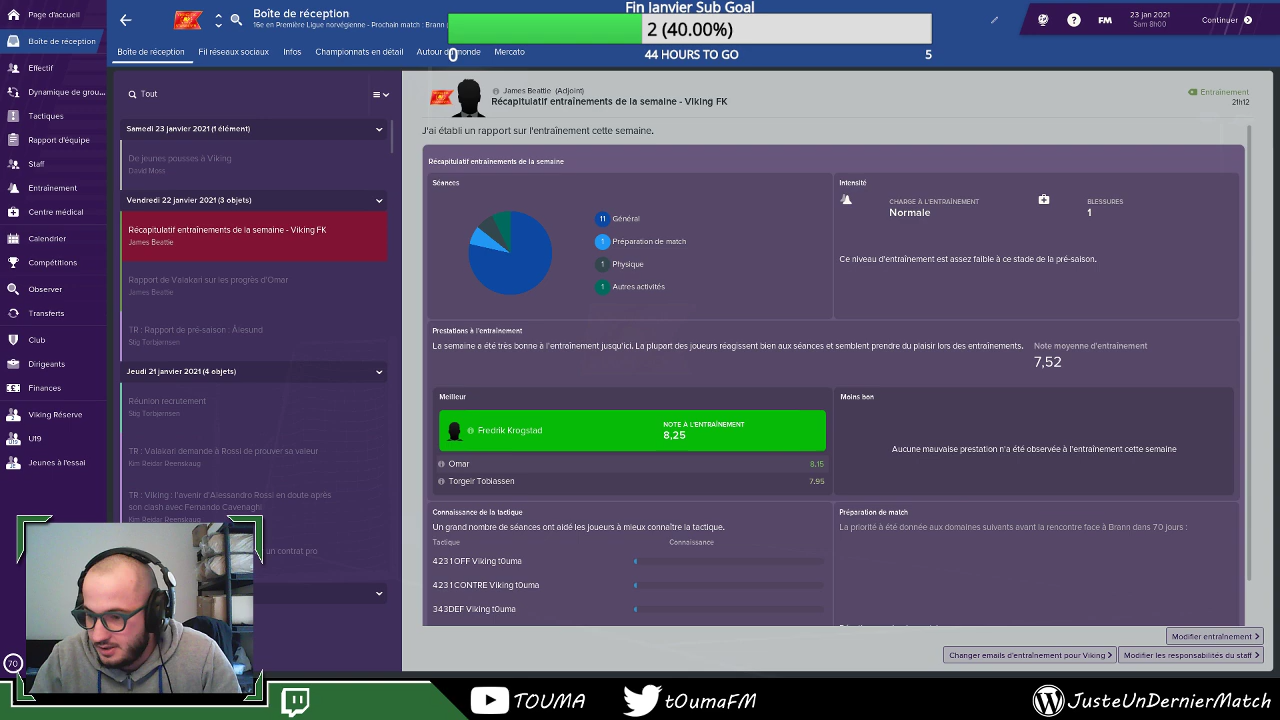 Fin Janvier Sub Goal
2 (40.00%)
0
44 HOURS TO GO
5
Page d'accueil
Boîte de réception
Effectif
Dynamique de grou...
Tactiques
Rapport d'équipe
Staff
Entraînement
Centre médical
Calendrier
Compétitions
Observer
Transferts
Club
Dirigeants
Finances
Viking Réserve
U19
Jeunes à l'essai
70
Boîte de réception
16e en Première Ligue norvégienne - Prochain match : Brann
FM
23 jan 2021
Sam 8h00
Continuer
Boîte de réception
Fil réseaux sociaux
Infos
Championnats en détail
Autour du monde
Mercato
Tout
Samedi 23 janvier 2021 (1 élément)
De jeunes pousses à Viking
David Moss
Vendredi 22 janvier 2021 (3 objets)
Récapitulatif entraînements de la semaine - Viking FK
James Beattie
Rapport de Valakari sur les progrès d'Omar
James Beattie
TR : Rapport de pré-saison : Ålesund
Stig Torbjørnsen
Jeudi 21 janvier 2021 (4 objets)
Réunion recrutement
Stig Torbjørnsen
TR : Valakari demande à Rossi de prouver sa valeur
Kim Reidar Reenskaug
TR : Viking : l'avenir d'Alessandro Rossi en doute après
son clash avec Fernando Cavenaghi
Kim Reidar Reenskaug
un contrat pro
James Beattie (Adjoint)
Récapitulatif entraînements de la semaine - Viking FK
Entraînement
21h12
J'ai établi un rapport sur l'entraînement cette semaine.
Récapitulatif entraînements de la semaine
Séances
11 Général
1 Préparation de match
1 Physique
1 Autres activités
Intensité
CHARGE À L'ENTRAÎNEMENT
Normale
BLESSURES
1
Ce niveau d'entraînement est assez faible à ce stade de la pré-saison.
Prestations à l'entraînement
La semaine a été très bonne à l'entraînement jusqu'ici. La plupart des joueurs réagissent bien aux séances et semblent prendre du plaisir lors des entraînements.
Note moyenne d'entraînement
7,52
Meilleur
Fredrik Krogstad
NOTE À L'ENTRAÎNEMENT
8,25
Omar 8,15
Torgeir Tobiassen 7,95
Moins bon
Aucune mauvaise prestation n'a été observée à l'entraînement cette semaine
Connaissance de la tactique
Un grand nombre de séances ont aidé les joueurs à mieux connaître la tactique.
Tactique Connaissance
4231 OFF Viking t0uma
4231 CONTRE Viking t0uma
343DEF Viking t0uma
Préparation de match
La priorité a été donnée aux domaines suivants avant la rencontre face à Brann dans 70 jours :
Modifier entraînement
Changer emails d'entraînement pour Viking
Modifier les responsabilités du staff
TOUMA
t0umaFM
JusteUnDernierMatch